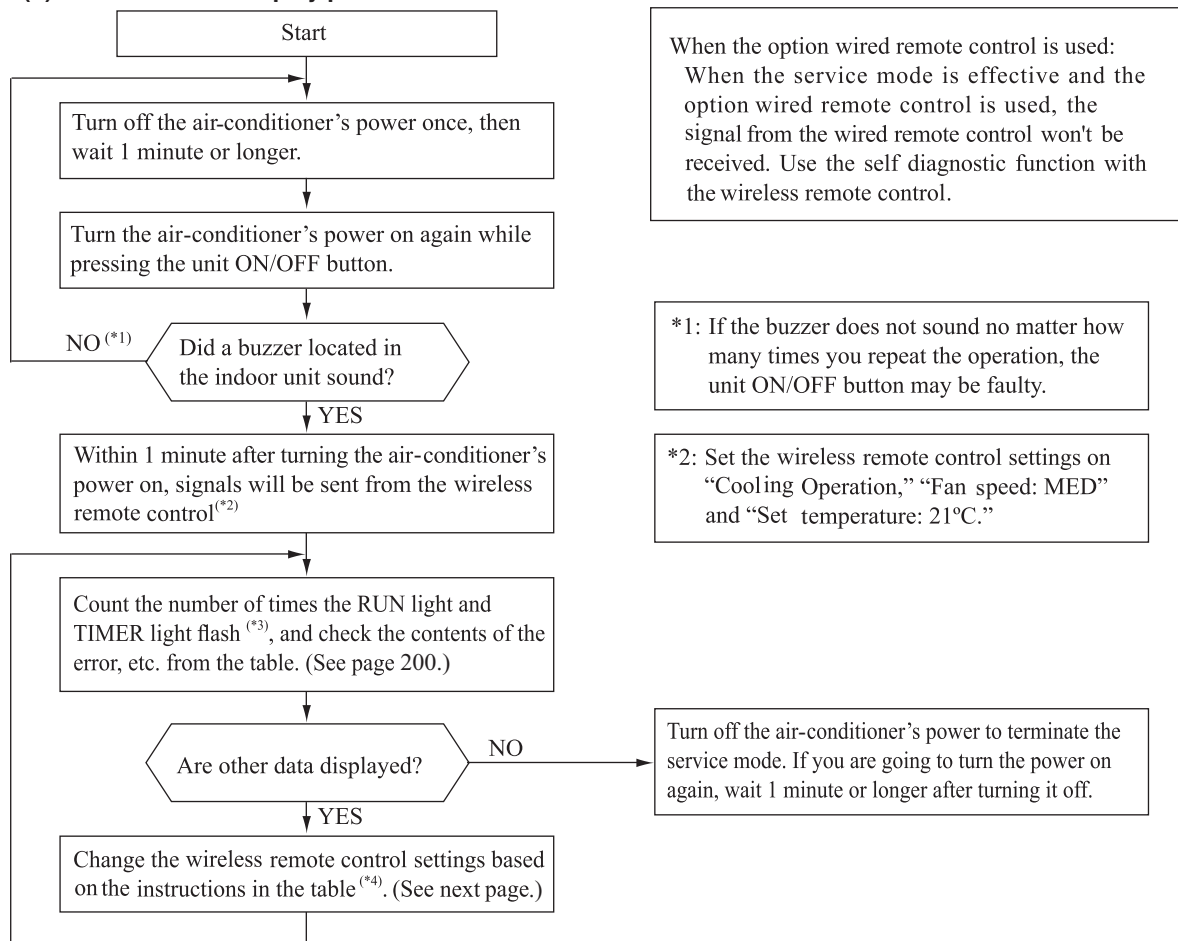 Start
Turn off the air-conditioner's power once, then
wait 1 minute or longer.
Turn the air-conditioner's power on again while
pressing the unit ON/OFF button.
NO (*1)
Did a buzzer located in
the indoor unit sound?
YES
Within 1 minute after turning the air-conditioner's
power on, signals will be sent from the wireless
remote control(*2)
Count the number of times the RUN light and
TIMER light flash (*3), and check the contents of the
error, etc. from the table. (See page 200.)
Are other data displayed?
NO
YES
Change the wireless remote control settings based
on the instructions in the table(*4). (See next page.)
When the option wired remote control is used:
When the service mode is effective and the
option wired remote control is used, the
signal from the wired remote control won't be
received. Use the self diagnostic function with
the wireless remote control.
*1: If the buzzer does not sound no matter how
many times you repeat the operation, the
unit ON/OFF button may be faulty.
*2: Set the wireless remote control settings on
“Cooling Operation,” “Fan speed: MED”
and “Set temperature: 21ºC.”
Turn off the air-conditioner's power to terminate the
service mode. If you are going to turn the power on
again, wait 1 minute or longer after turning it off.